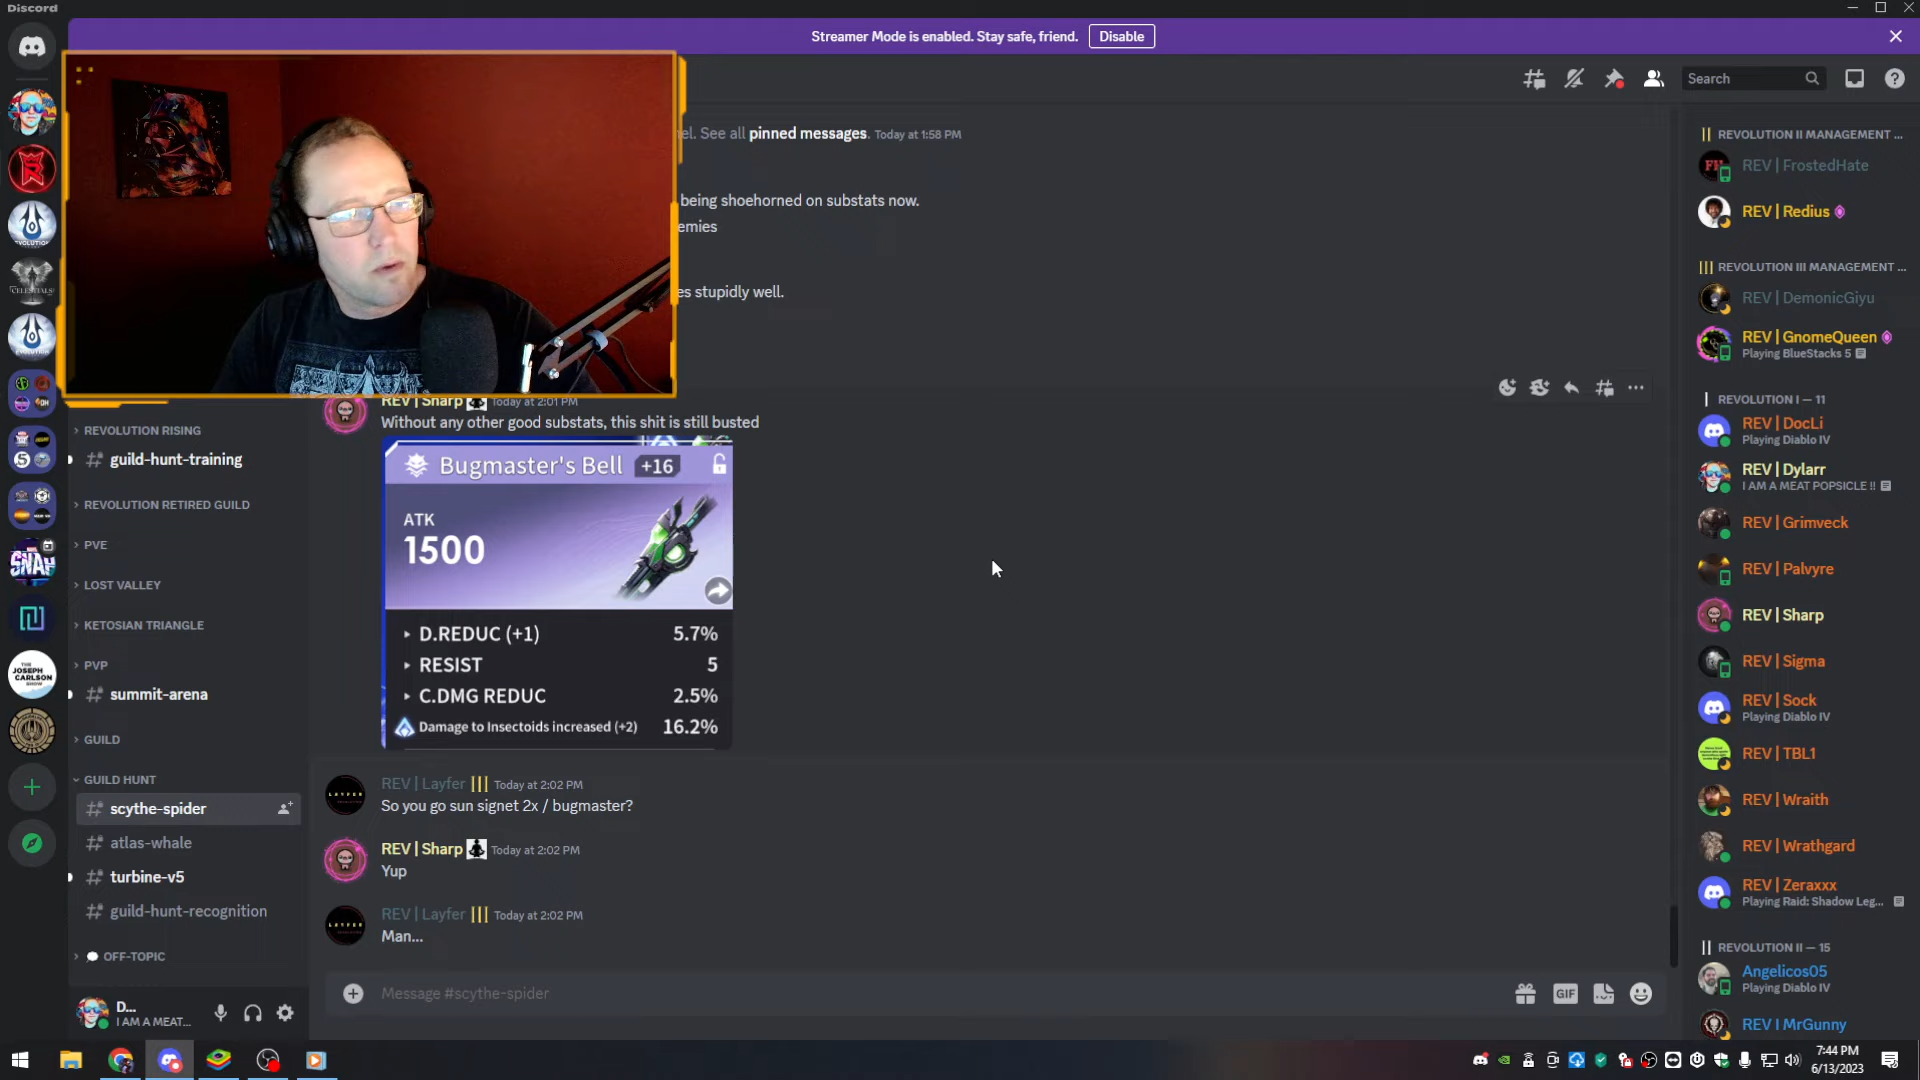 Discord
Streamer Mode is enabled. Stay safe, friend.
Disable
Search
See all pinned messages. Today at 1:58 PM
being shoehorned on substats now.
emies
es stupidly well.
REV | Sharp Today at 2:01 PM
Without any other good substats, this shit is still busted
Bugmaster's Bell +16
ATK
1500
D.REDUC (+1) 5.7%
RESIST 5
C.DMG REDUC 2.5%
Damage to Insectoids increased (+2) 16.2%
REV | Layfer Today at 2:02 PM
So you go sun signet 2x / bugmaster?
REV | Sharp Today at 2:02 PM
Yup
REV | Layfer Today at 2:02 PM
Man...
Message #scythe-spider
GIF
REVOLUTION RISING
guild-hunt-training
REVOLUTION RETIRED GUILD
PVE
LOST VALLEY
KETOSIAN TRIANGLE
PVP
summit-arena
GUILD
GUILD HUNT
scythe-spider
atlas-whale
turbine-v5
guild-hunt-recognition
OFF-TOPIC
D...
I AM A MEAT...
SNAP
THE
JOSEPH
CARLSON
SHOW
REVOLUTION II MANAGEMENT ...
REV | FrostedHate
REV | Redius
REVOLUTION III MANAGEMENT ...
REV | DemonicGiyu
REV | GnomeQueen
Playing BlueStacks 5
REVOLUTION I — 11
REV | DocLi
Playing Diablo IV
REV | Dylarr
I AM A MEAT POPSICLE !!
REV | Grimveck
REV | Palvyre
REV | Sharp
REV | Sigma
REV | Sock
Playing Diablo IV
REV | TBL1
REV | Wraith
REV | Wrathgard
REV | Zeraxxx
Playing Raid: Shadow Leg...
REVOLUTION II — 15
Angelicos05
Playing Diablo IV
REV I MrGunny
7:44 PM
6/13/2023